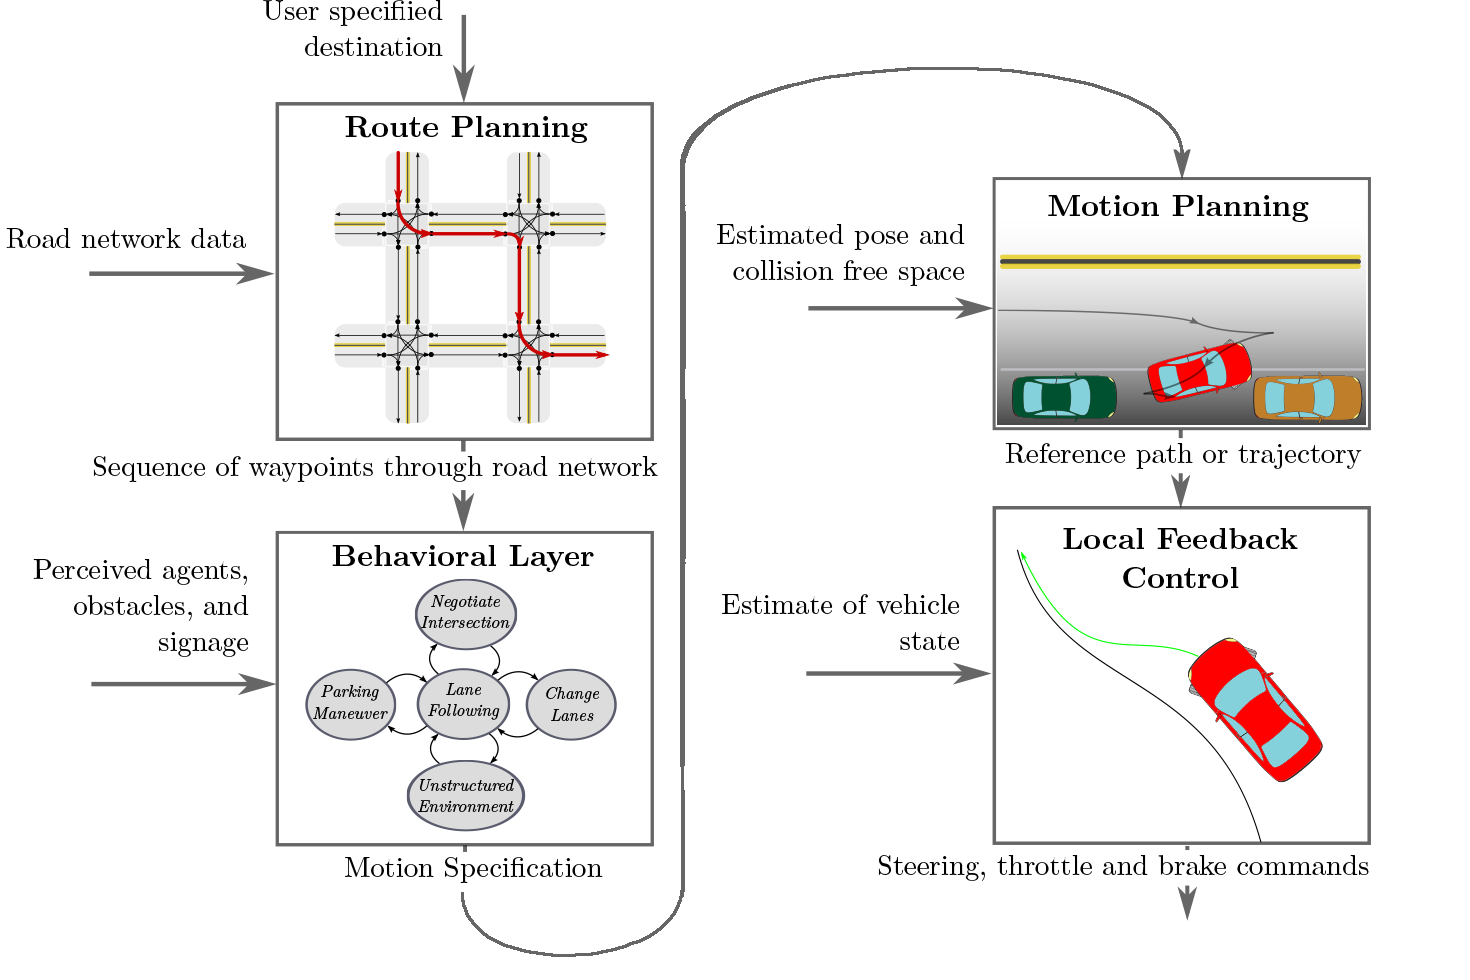 User specifiied
destination
Route Planning
Road network data
Sequence of waypoints through road network
Perceived agents,
obstacles, and
signage
Behavioral Layer
Negotiate
Intersection
Parking
Maneuver
Lane
Following
Change
Lanes
Unstructured
Environment
Motion Specification
Motion Planning
Estimated pose and
collision free space
Reference path or trajectory
Local Feedback
Control
Estimate of vehicle
state
Steering, throttle and brake commands